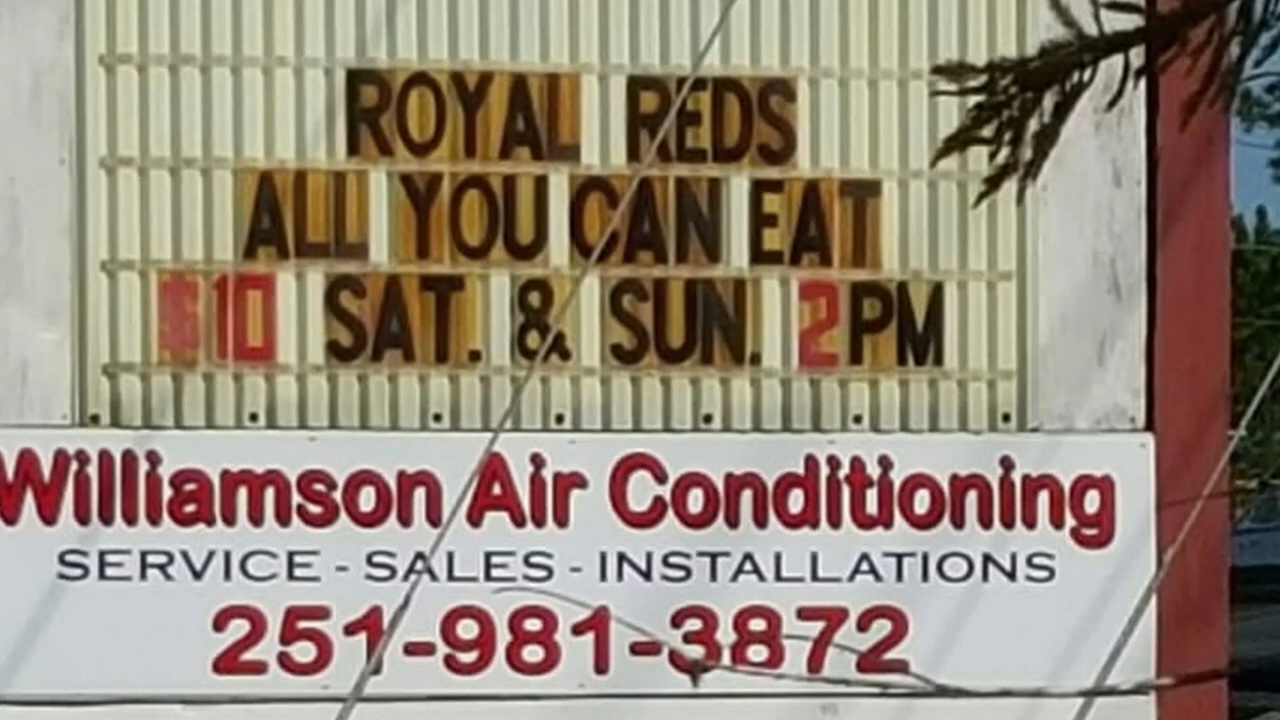 ROYAL REDS
ALL YOU CAN EAT
$10 SAT. & SUN. 2PM
Williamson Air Conditioning
SERVICE - SALES - INSTALLATIONS
251-981-3872